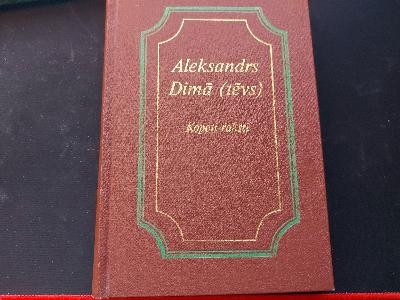 Aleksandrs
Dimā (tēvs)
Kopoti raksti